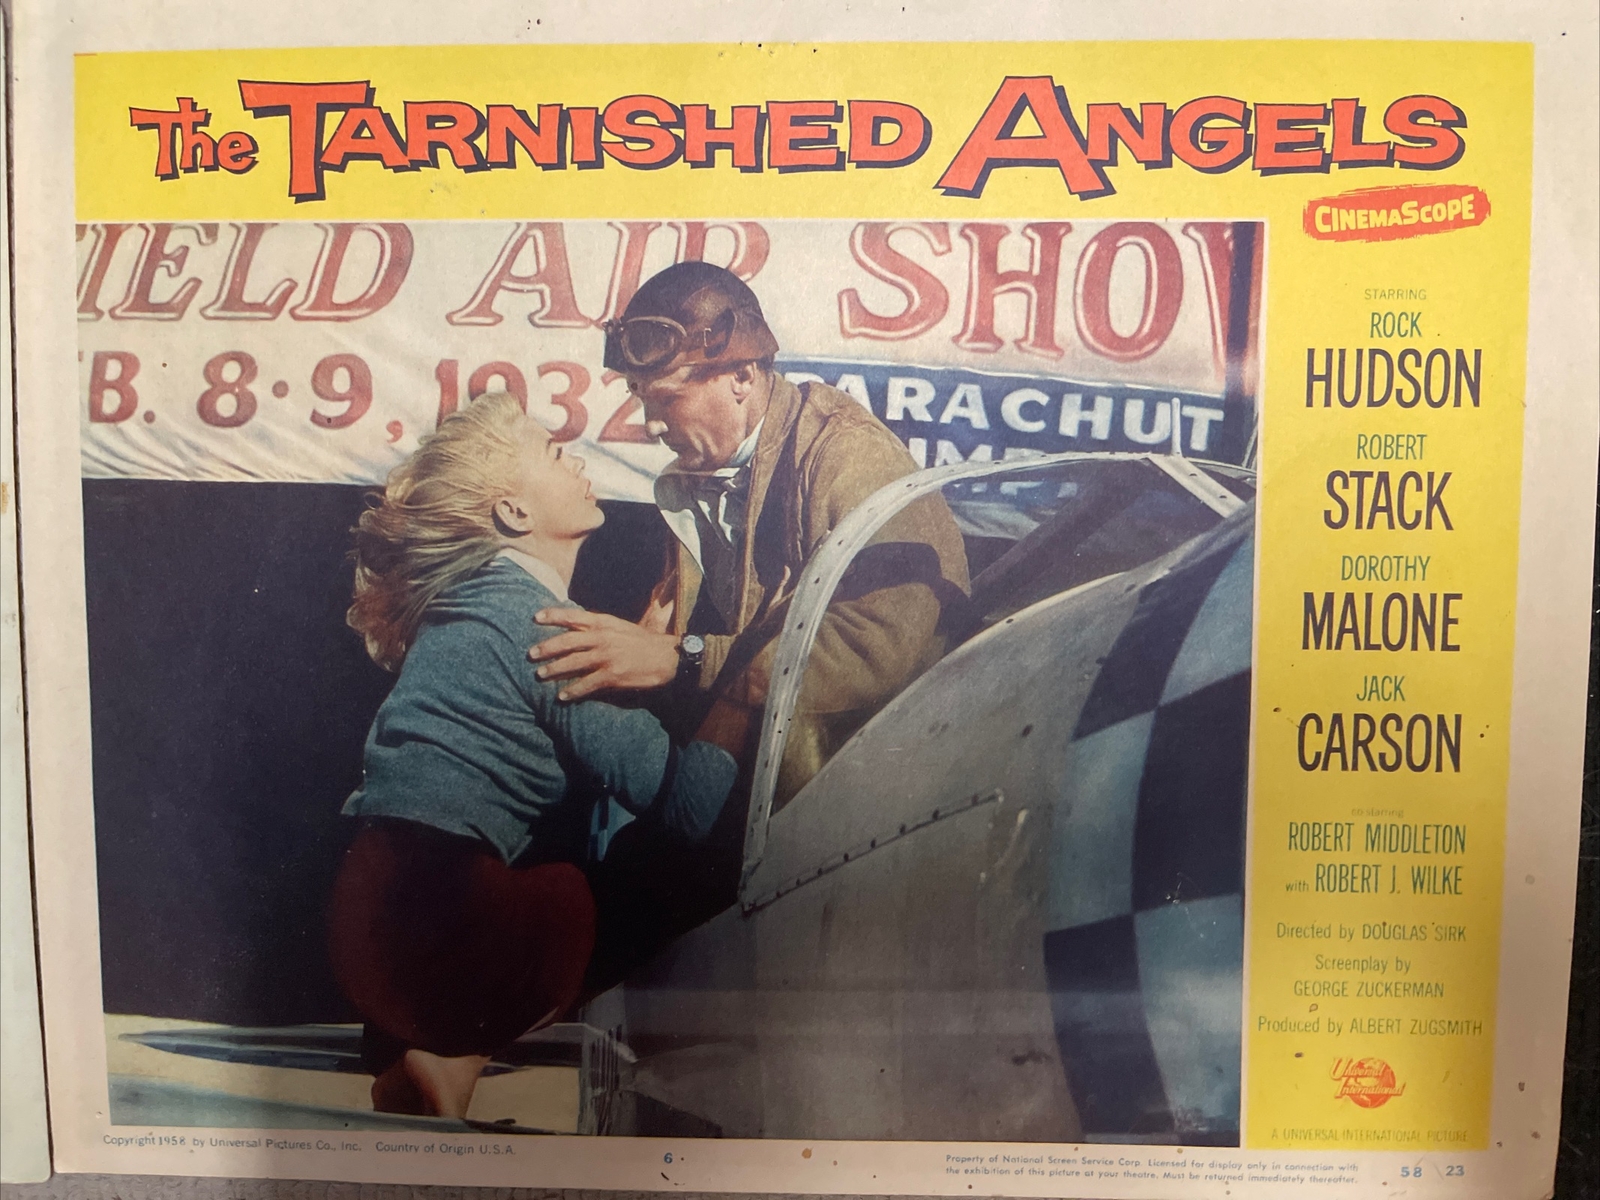 The TARNISHED ANGELS
CINEMASCOPE
IELD AIR SHOW
B. 8·9, 1932
PARACHUT
STARRING
ROCK
HUDSON
ROBERT
STACK
DOROTHY
MALONE
JACK
CARSON
co-starring
ROBERT MIDDLETON
with ROBERT J. WILKE
Directed by DOUGLAS SIRK
Screenplay by
GEORGE ZUCKERMAN
Produced by ALBERT ZUGSMITH
Universal
International
A UNIVERSAL-INTERNATIONAL PICTURE
Copyright 1958 by Universal Pictures Co., Inc. Country of Origin U.S.A.
6
Property of National Screen Service Corp. Licensed for display only in connection with
the exhibition of this picture at your theatre. Must be returned immediately thereafter.
58 23